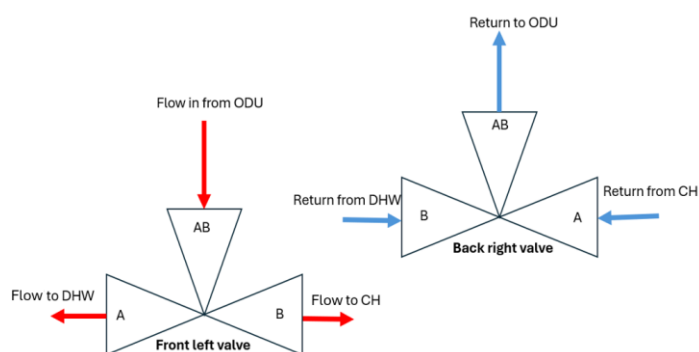 Return to ODU
Flow in from ODU
AB
Return from DHW
B
A
Return from CH
Back right valve
AB
Flow to DHW
A
B
Flow to CH
Front left valve